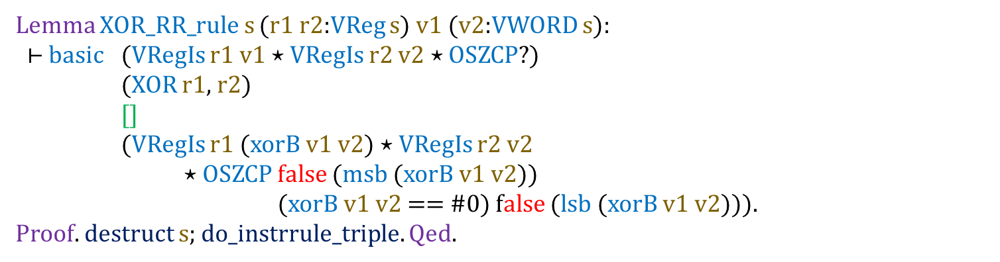 Lemma XOR_RR_rule s (r1 r2:VReg s) v1 (v2:VWORD s):
⊢ basic (VRegIs r1 v1 ⋆ VRegIs r2 v2 ⋆ OSZCP?)
(XOR r1, r2)
[]
(VRegIs r1 (xorB v1 v2) ⋆ VRegIs r2 v2
⋆ OSZCP false (msb (xorB v1 v2))
(xorB v1 v2 == #0) false (lsb (xorB v1 v2))).
Proof. destruct s; do_instrrule_triple. Qed.